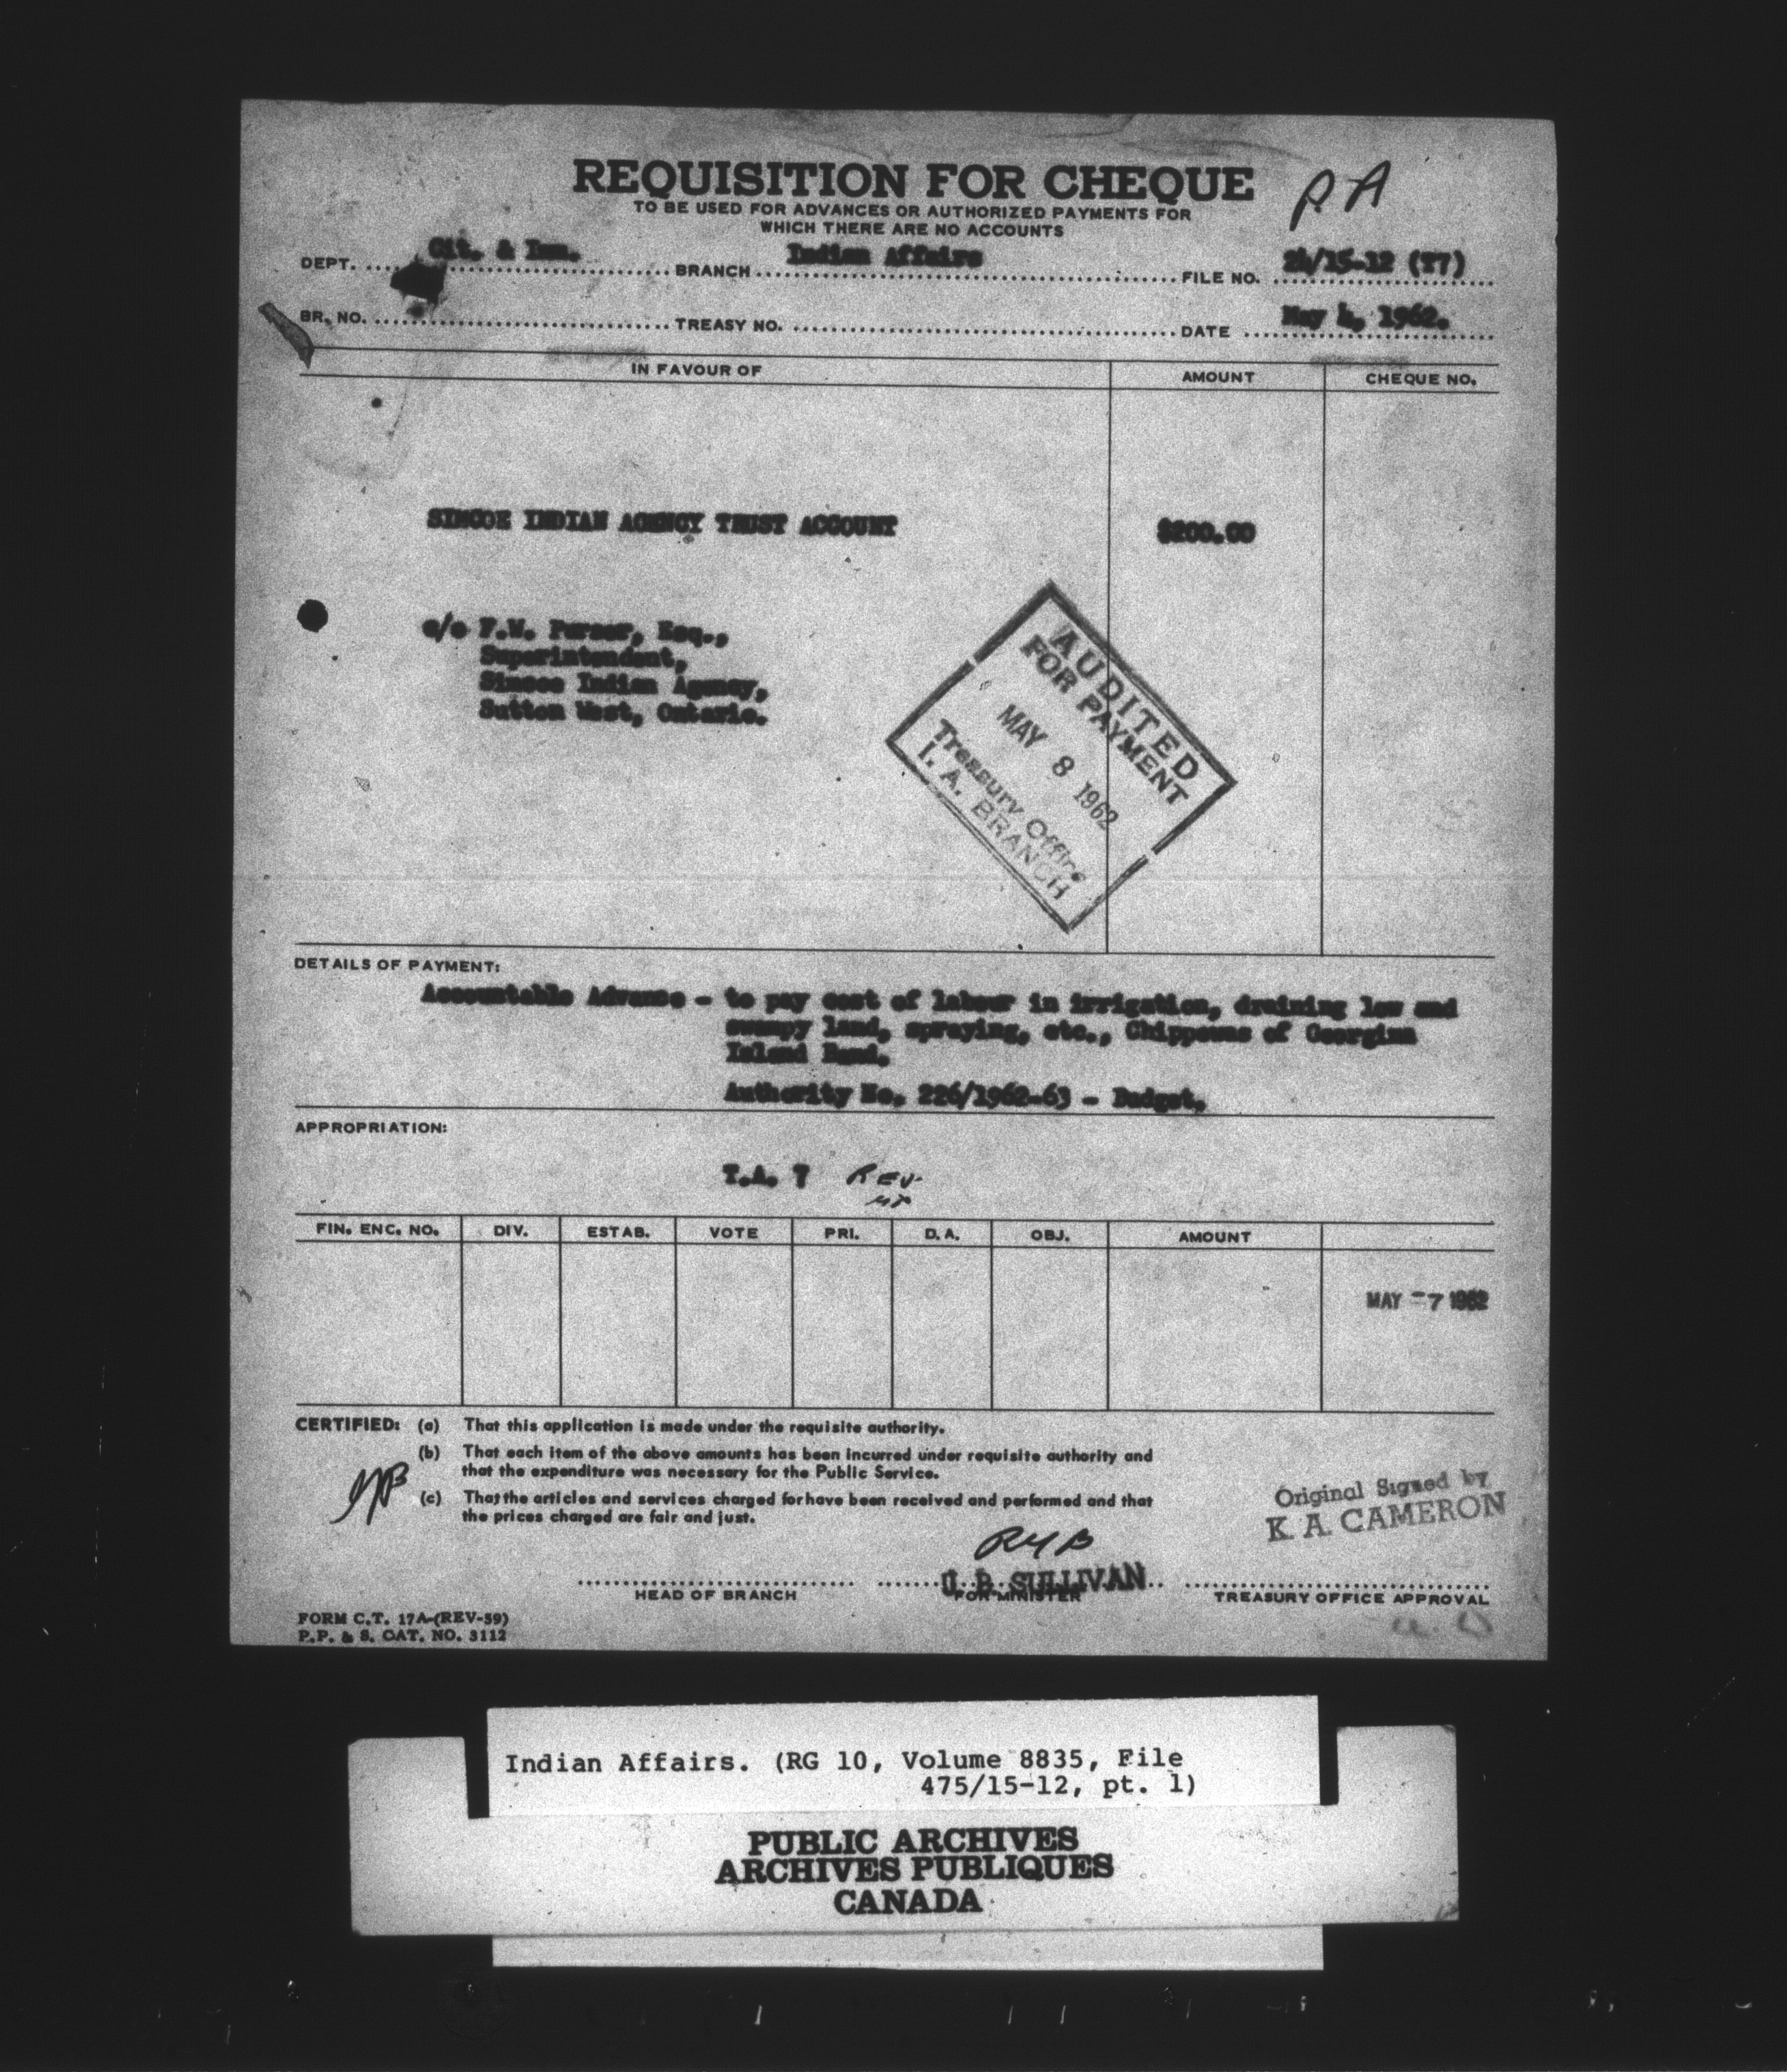 REQUISITION FOR CHEQUE
P. A
TO BE USED FOR ADVANCES OR AUTHORIZED PAYMENTS FOR
WHICH THERE ARE NO ACCOUNTS
DEPT. Cit. & Imm. BRANCH Indian Affairs FILE NO. 24/15-12 (T7)
BR. NO. TREASY NO. DATE May 4, 1962.
IN FAVOUR OF AMOUNT CHEQUE NO.
SIMCOE INDIAN AGENCY TRUST ACCOUNT $200.00
c/o F.W. Purser, Esq.,
Superintendent,
Simcoe Indian Agency,
Sutton West, Ontario.
AUDITED
FOR PAYMENT
MAY 8 1962
Treasury Office
I. A. BRANCH
DETAILS OF PAYMENT:
Accountable Advance - to pay cost of labour in irrigation, draining low and
swampy land, spraying, etc., Chippewas of Georgina
Island Band.
Authority No. 226/1962-63 - Budget.
APPROPRIATION:
T.A. 7 REV.
FIN. ENC. NO. DIV. ESTAB. VOTE PRI. D.A. OBJ. AMOUNT
MAY -7 1962
CERTIFIED: (a) That this application is made under the requisite authority.
(b) That each item of the above amounts has been incurred under requisite authority and
that the expenditure was necessary for the Public Service.
(c) That the articles and services charged for have been received and performed and that
the prices charged are fair and just.
Original Signed by
K. A. CAMERON
RYB
J. B. SULLIVAN
HEAD OF BRANCH FOR MINISTER TREASURY OFFICE APPROVAL
FORM C.T. 17A-(REV-59)
P.P. & S. CAT. NO. 3112
Indian Affairs. (RG 10, Volume 8835, File
475/15-12, pt. 1)
PUBLIC ARCHIVES
ARCHIVES PUBLIQUES
CANADA